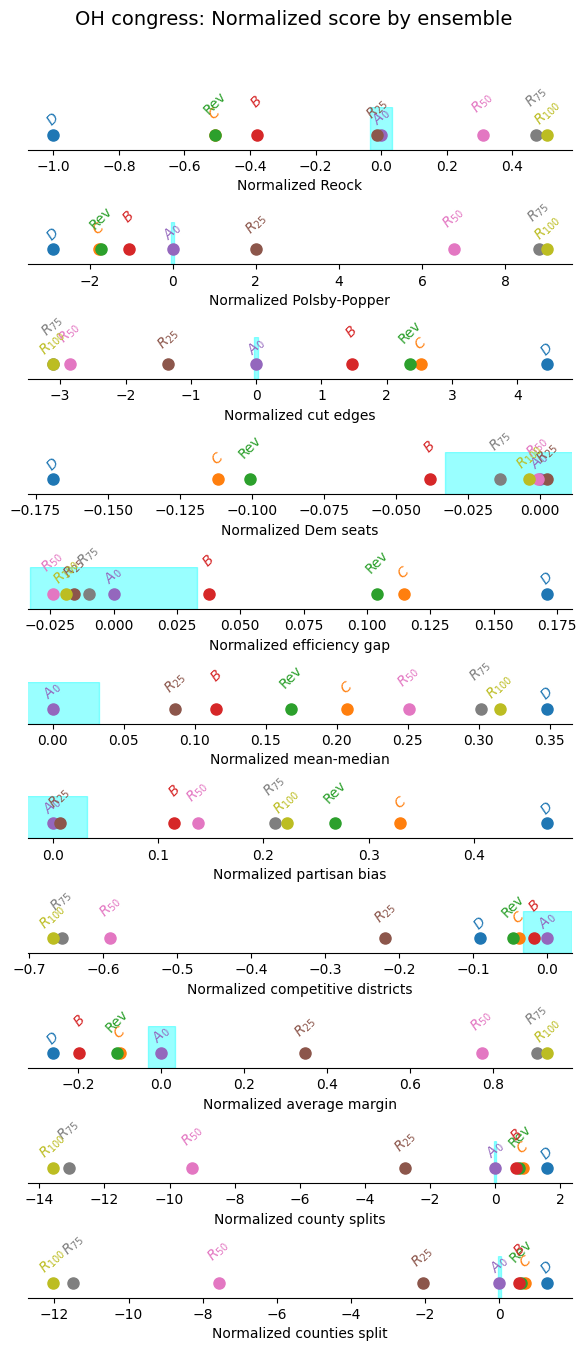 OH congress: Normalized score by ensemble
D Rev C B R25 A0 R50 R75 R100
−1.0 −0.8 −0.6 −0.4 −0.2 0.0 0.2 0.4
Normalized Reock
D Rev C B A0 R25 R50 R75 R100
−2 0 2 4 6 8
Normalized Polsby-Popper
R75 R100 R50 R25 A0 B Rev C D
−3 −2 −1 0 1 2 3 4
Normalized cut edges
D C Rev B R75 R100 R50 A0 R25
−0.175 −0.150 −0.125 −0.100 −0.075 −0.050 −0.025 0.000
Normalized Dem seats
R50 R100 R25 R75 A0 B Rev C D
−0.025 0.000 0.025 0.050 0.075 0.100 0.125 0.150 0.175
Normalized efficiency gap
A0 R25 B Rev C R50 R75 R100 D
0.00 0.05 0.10 0.15 0.20 0.25 0.30 0.35
Normalized mean-median
A0 R25 B R50 R75 R100 Rev C D
0.0 0.1 0.2 0.3 0.4
Normalized partisan bias
R100 R75 R50 R25 D Rev C B A0
−0.7 −0.6 −0.5 −0.4 −0.3 −0.2 −0.1 0.0
Normalized competitive districts
D B Rev C A0 R25 R50 R75 R100
−0.2 0.0 0.2 0.4 0.6 0.8
Normalized average margin
R100 R75 R50 R25 A0 B Rev C D
−14 −12 −10 −8 −6 −4 −2 0 2
Normalized county splits
R100 R75 R50 R25 A0 B Rev C D
−12 −10 −8 −6 −4 −2 0
Normalized counties split